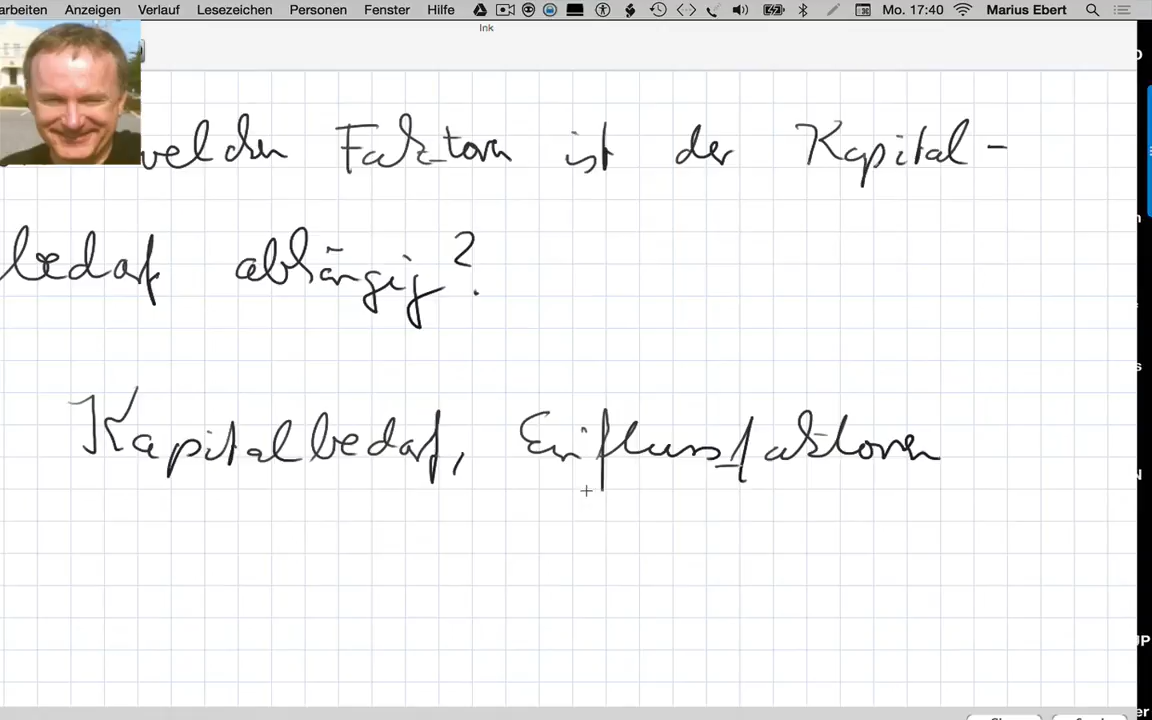 arbeiten Anzeigen Verlauf Lesezeichen Personen Fenster Hilfe Mo. 17:40 Marius Ebert
Ink
welchen Faktoren ist der Kapital-
bedarf abhängig?
Kapitalbedarf, Einflussfaktoren